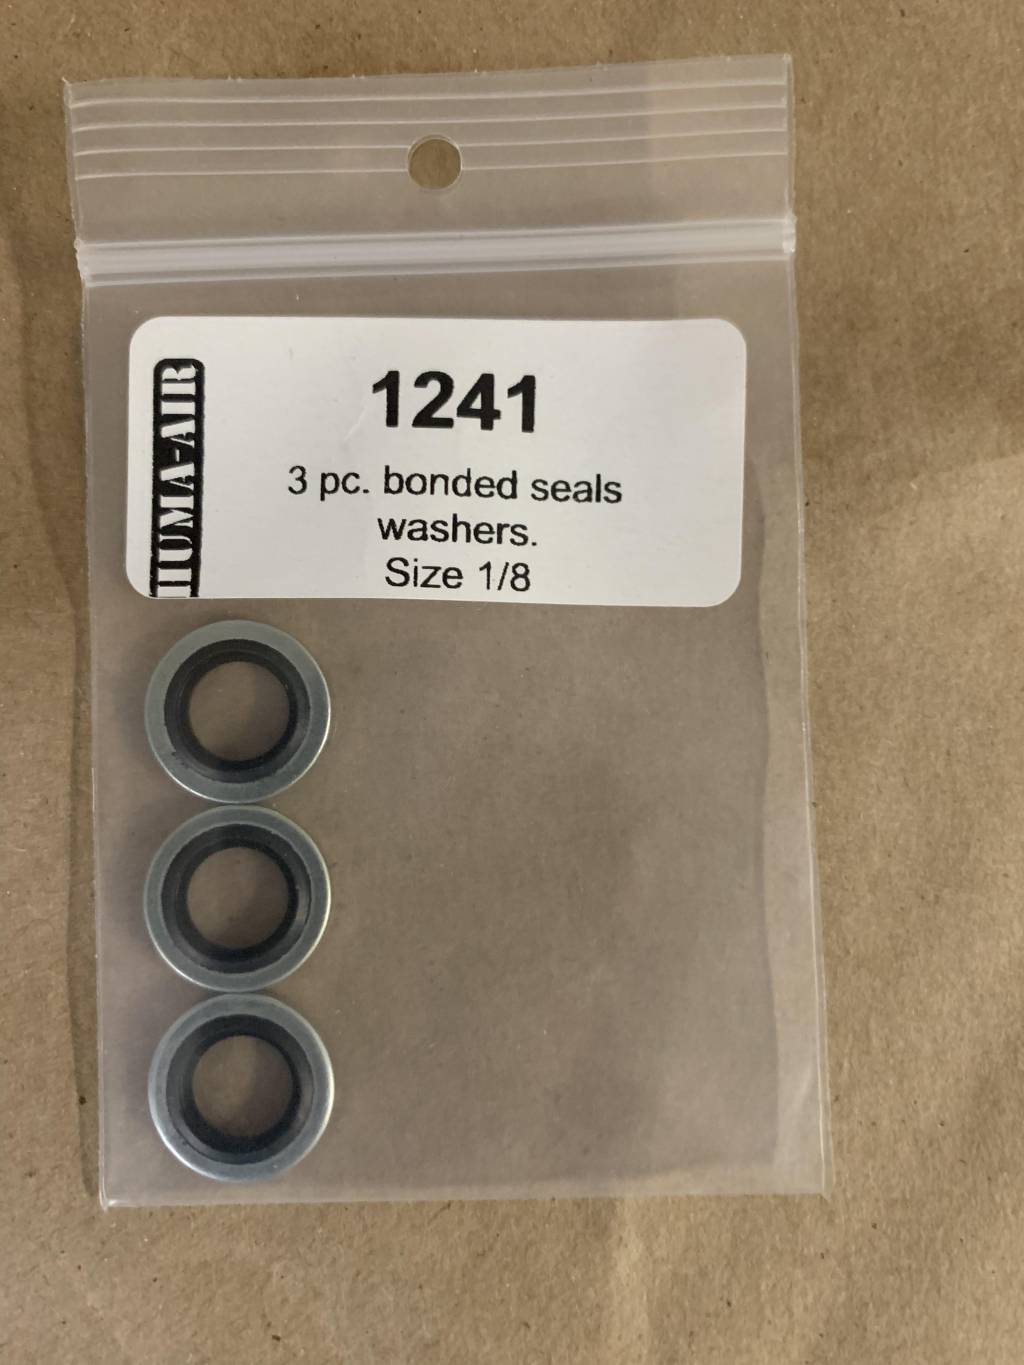 HUMA-AIR
1241
3 pc. bonded seals
washers.
Size 1/8